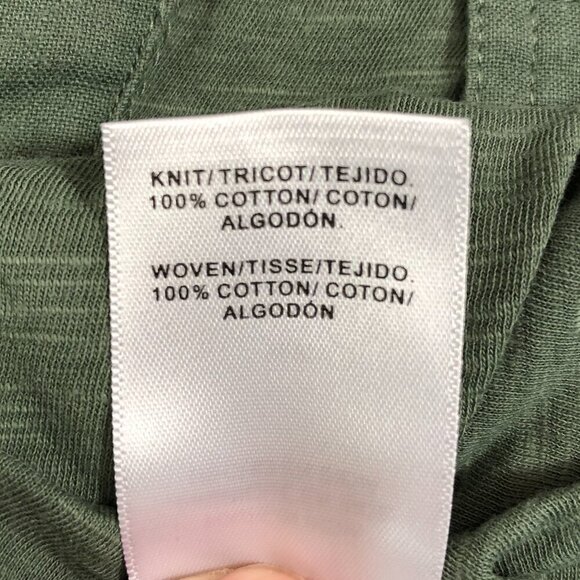 KNIT/TRICOT/TEJIDO.
100% COTTON/ COTON/
ALGODÓN.
WOVEN/TISSE/TEJIDO.
100% COTTON/ COTON/
ALGODÓN